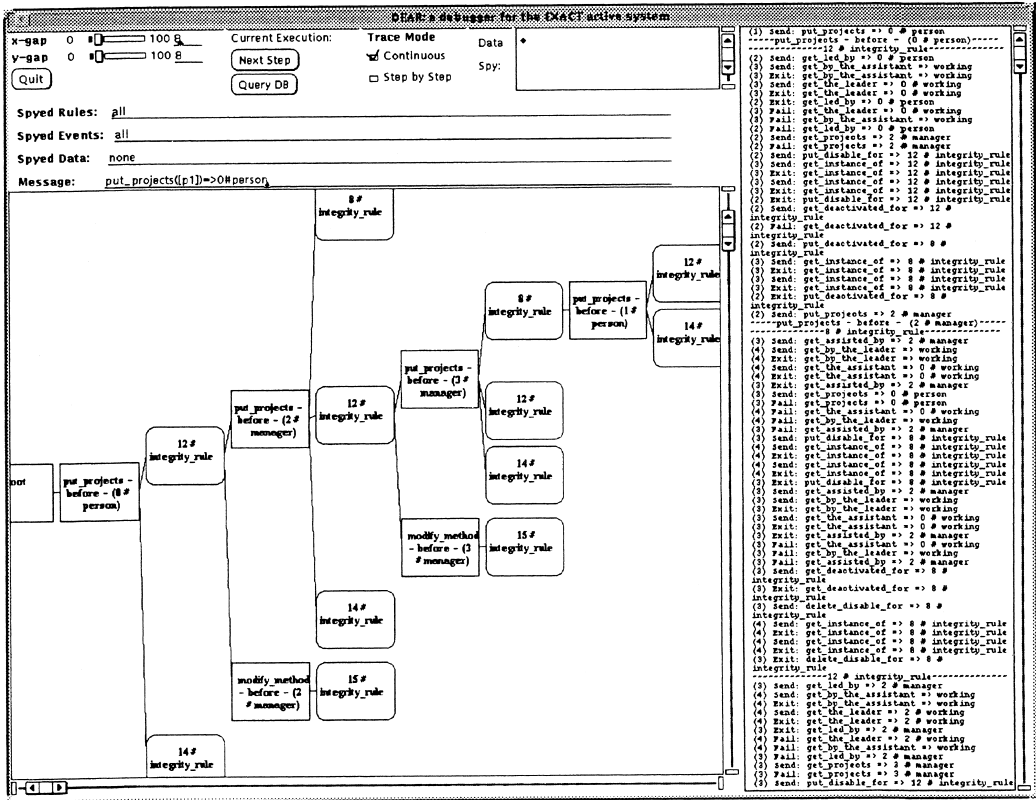 DEAR: a debugger for the EXACT active system
x-gap 0 100 8
y-gap 0 100 8
Quit
Current Execution:
Next Step
Query DB
Trace Mode
Continuous
Step by Step
Data
Spy:
Spyed Rules: all
Spyed Events: all
Spyed Data: none
Message: put_projects([p1])=>0#person
8 #
integrity_rule
12 #
integrity_rule
8 #
integrity_rule
put_projects -
before - (1 #
person)
14 #
integrity_rule
put_projects -
before - (3 #
manager)
put_projects -
before - (2 #
manager)
12 #
integrity_rule
12 #
integrity_rule
12 #
integrity_rule
14 #
integrity_rule
oot
put_projects -
before - (0 #
person)
modify_method
- before - (3
# manager)
15 #
integrity_rule
14 #
integrity_rule
modify_method
- before - (2
# manager)
15 #
integrity_rule
14 #
integrity_rule
(1) Send: put_projects => 0 # person
-----put_projects - before - (0 # person)-----
------------12 # integrity_rule---------------
(2) Send: get_led_by => 0 # person
(3) Send: get_by_the_assistant => working
(3) Exit: get_by_the_assistant => working
(3) Send: get_the_leader => 0 # working
(3) Exit: get_the_leader => 0 # working
(2) Exit: get_led_by => 0 # person
(3) Fail: get_the_leader => 0 # working
(3) Fail: get_by_the_assistant => working
(2) Fail: get_led_by => 0 # person
(2) Send: get_projects => 2 # manager
(2) Fail: get_projects => 2 # manager
(2) Send: put_disable_for => 12 # integrity_rule
(3) Send: get_instance_of => 12 # integrity_rule
(3) Exit: get_instance_of => 12 # integrity_rule
(3) Send: get_instance_of => 12 # integrity_rule
(3) Exit: get_instance_of => 12 # integrity_rule
(2) Exit: put_disable_for => 12 # integrity_rule
(2) Send: get_deactivated_for => 12 #
integrity_rule
(2) Fail: get_deactivated_for => 12 #
integrity_rule
(2) Send: put_deactivated_for => 8 #
integrity_rule
(3) Send: get_instance_of => 8 # integrity_rule
(3) Exit: get_instance_of => 8 # integrity_rule
(3) Send: get_instance_of => 8 # integrity_rule
(3) Exit: get_instance_of => 8 # integrity_rule
(2) Exit: put_deactivated_for => 8 #
integrity_rule
(2) Send: put_projects => 2 # manager
-----put_projects - before - (2 # manager)-----
------------8 # integrity_rule---------------
(3) Send: get_assisted_by => 2 # manager
(4) Send: get_by_the_leader => working
(4) Exit: get_by_the_leader => working
(4) Send: get_the_assistant => 0 # working
(4) Exit: get_the_assistant => 0 # working
(3) Exit: get_assisted_by => 2 # manager
(3) Send: get_projects => 0 # person
(3) Fail: get_projects => 0 # person
(4) Fail: get_the_assistant => 0 # working
(4) Fail: get_by_the_leader => working
(3) Fail: get_assisted_by => 2 # manager
(3) Send: put_disable_for => 8 # integrity_rule
(4) Send: get_instance_of => 8 # integrity_rule
(4) Exit: get_instance_of => 8 # integrity_rule
(4) Send: get_instance_of => 8 # integrity_rule
(4) Exit: get_instance_of => 8 # integrity_rule
(3) Exit: put_disable_for => 8 # integrity_rule
(3) Send: get_assisted_by => 2 # manager
(3) Send: get_by_the_leader => working
(3) Exit: get_by_the_leader => working
(3) Send: get_the_assistant => 0 # working
(3) Exit: get_the_assistant => 0 # working
(3) Exit: get_assisted_by => 2 # manager
(3) Fail: get_the_assistant => 0 # working
(3) Fail: get_by_the_leader => working
(3) Fail: get_assisted_by => 2 # manager
(3) Send: get_deactivated_for => 8 #
integrity_rule
(3) Exit: get_deactivated_for => 8 #
integrity_rule
(3) Send: delete_disable_for => 8 #
integrity_rule
(4) Send: get_instance_of => 8 # integrity_rule
(4) Exit: get_instance_of => 8 # integrity_rule
(4) Send: get_instance_of => 8 # integrity_rule
(4) Exit: get_instance_of => 8 # integrity_rule
(3) Exit: delete_disable_for => 8 #
integrity_rule
------------12 # integrity_rule---------------
(3) Send: get_led_by => 2 # manager
(4) Send: get_by_the_assistant => working
(4) Exit: get_by_the_assistant => working
(4) Send: get_the_leader => 2 # working
(4) Exit: get_the_leader => 2 # working
(3) Exit: get_led_by => 2 # manager
(4) Fail: get_the_leader => 2 # working
(4) Fail: get_by_the_assistant => working
(3) Fail: get_led_by => 2 # manager
(3) Send: get_projects => 3 # manager
(3) Fail: get_projects => 3 # manager
(3) Send: put_disable_for => 12 # integrity_rule